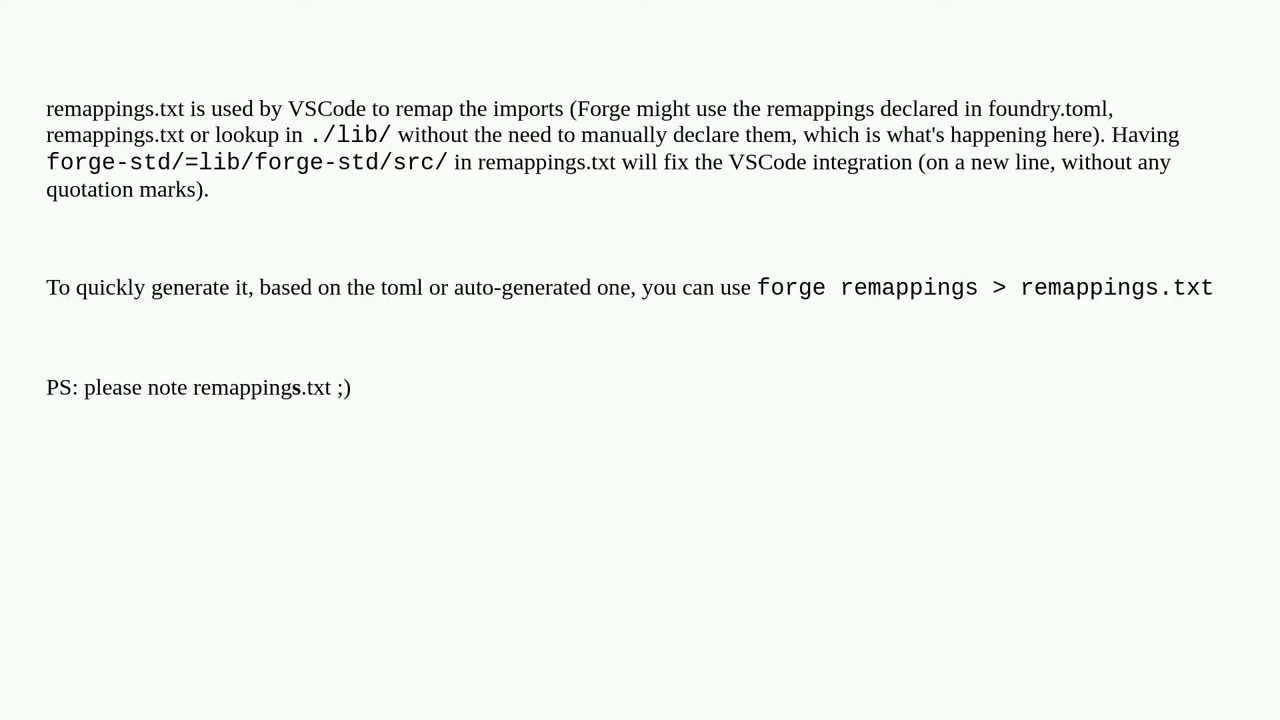 remappings.txt is used by VSCode to remap the imports (Forge might use the remappings declared in foundry.toml,
remappings.txt or lookup in ./lib/ without the need to manually declare them, which is what's happening here). Having
forge-std/=lib/forge-std/src/ in remappings.txt will fix the VSCode integration (on a new line, without any
quotation marks).
To quickly generate it, based on the toml or auto-generated one, you can use forge remappings > remappings.txt
PS: please note remappings.txt ;)